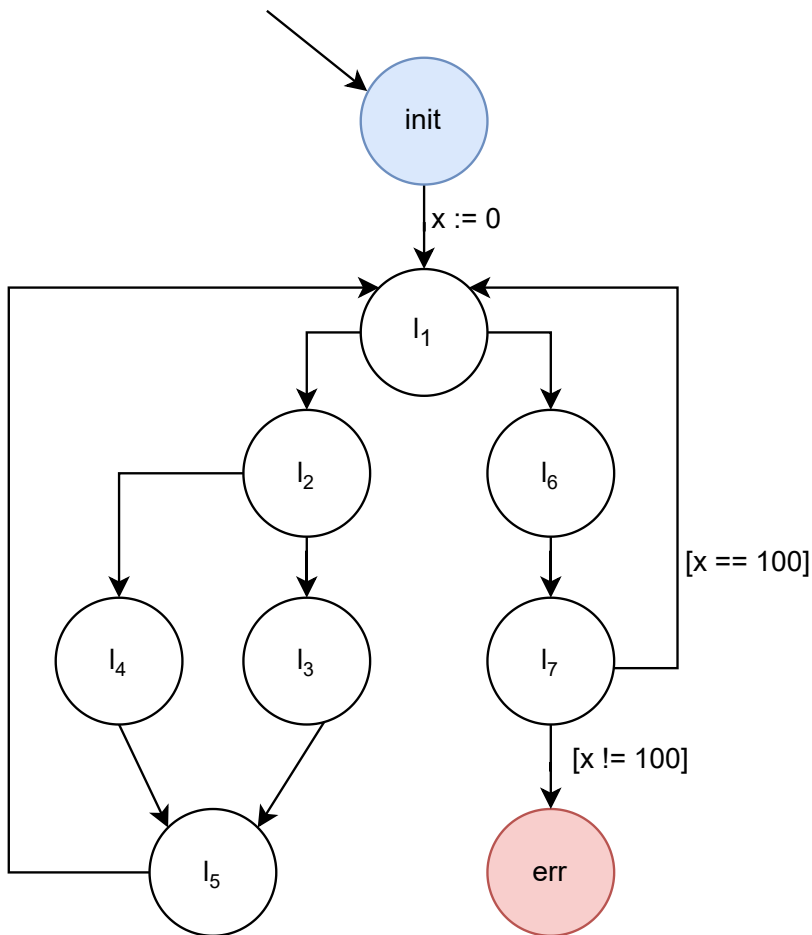 init
x := 0
l₁
l₂
l₆
[x == 100]
l₄
l₃
l₇
[x != 100]
l₅
err